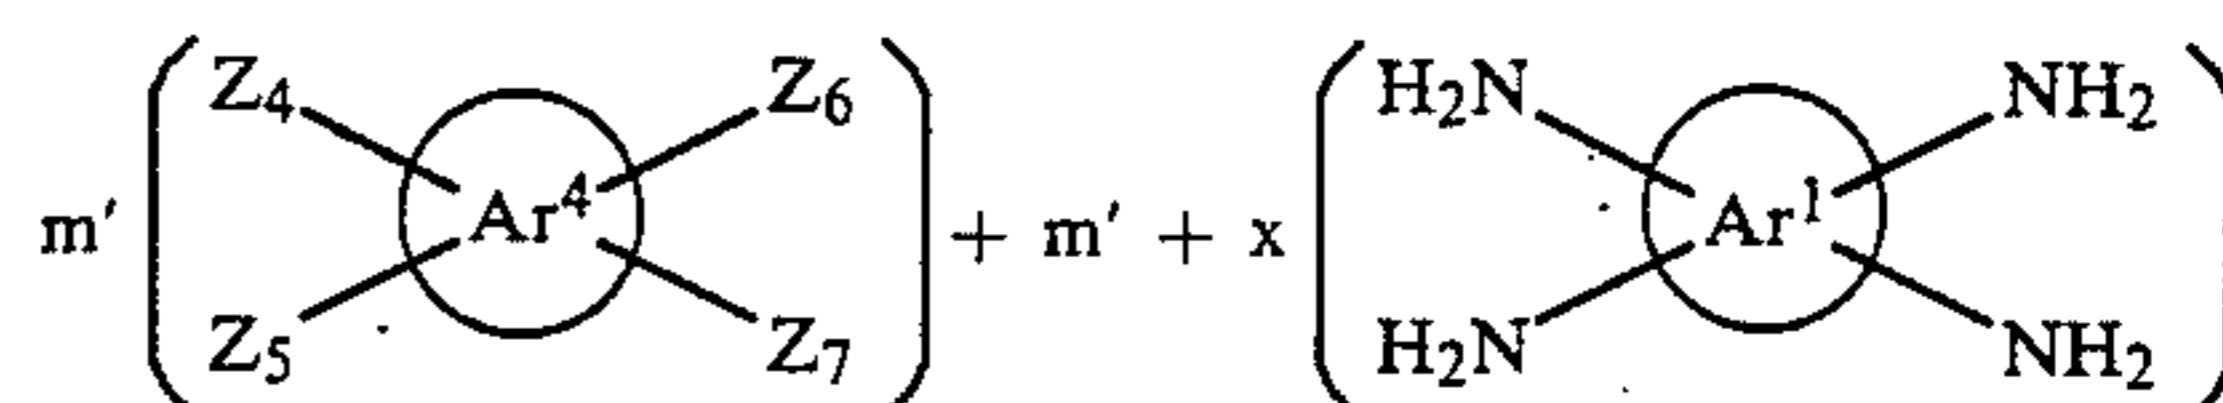 Z4 Z6 H2N NH2
m′ ( Ar4 ) + m′ + x ( Ar1 )
Z5 Z7 H2N NH2